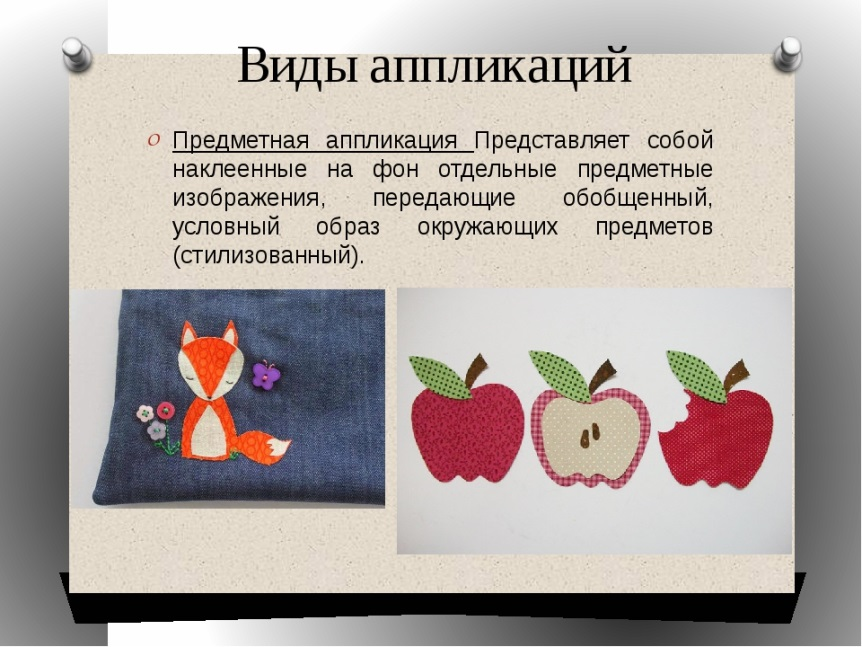 Виды аппликаций
Предметная аппликация Представляет собой
наклеенные на фон отдельные предметные
изображения, передающие обобщенный,
условный образ окружающих предметов
(стилизованный).